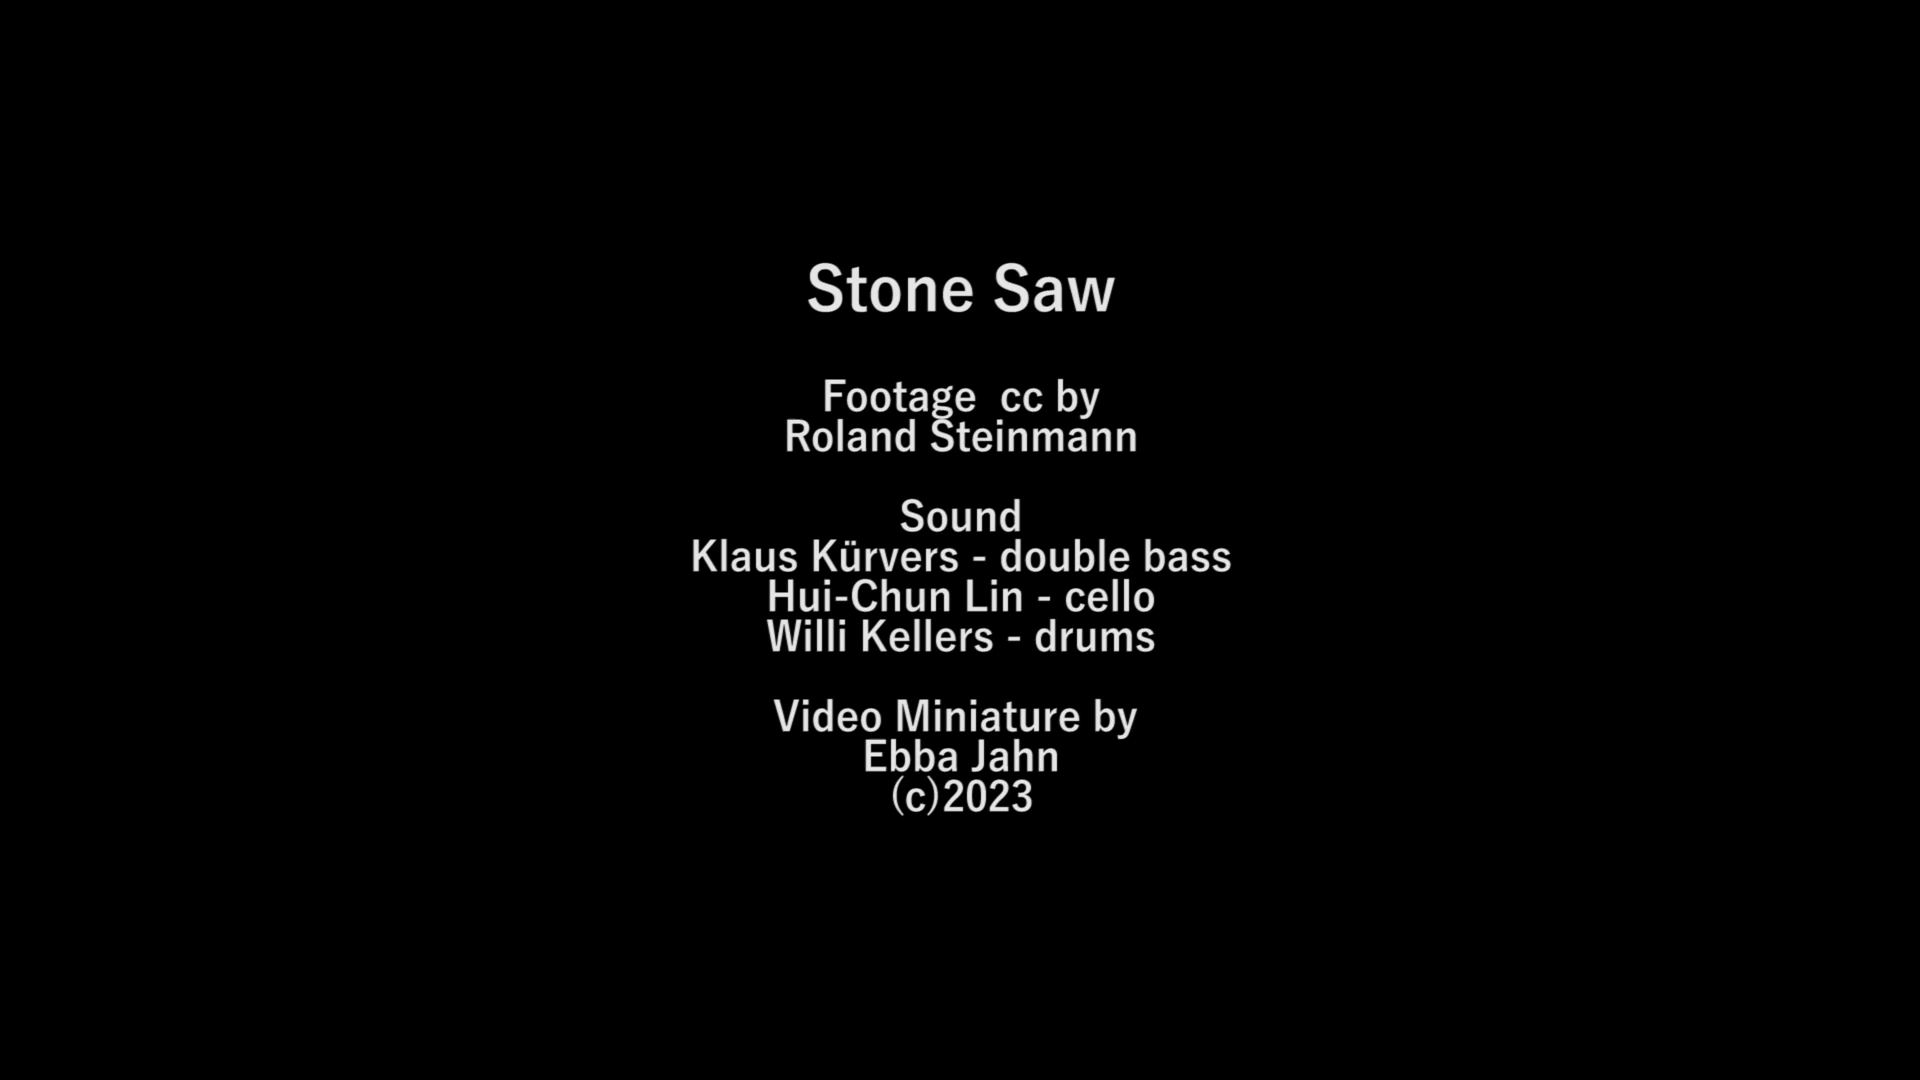 Stone Saw
Footage  cc by
Roland Steinmann
Sound
Klaus Kürvers - double bass
Hui-Chun Lin - cello
Willi Kellers - drums
Video Miniature by
Ebba Jahn
(c)2023